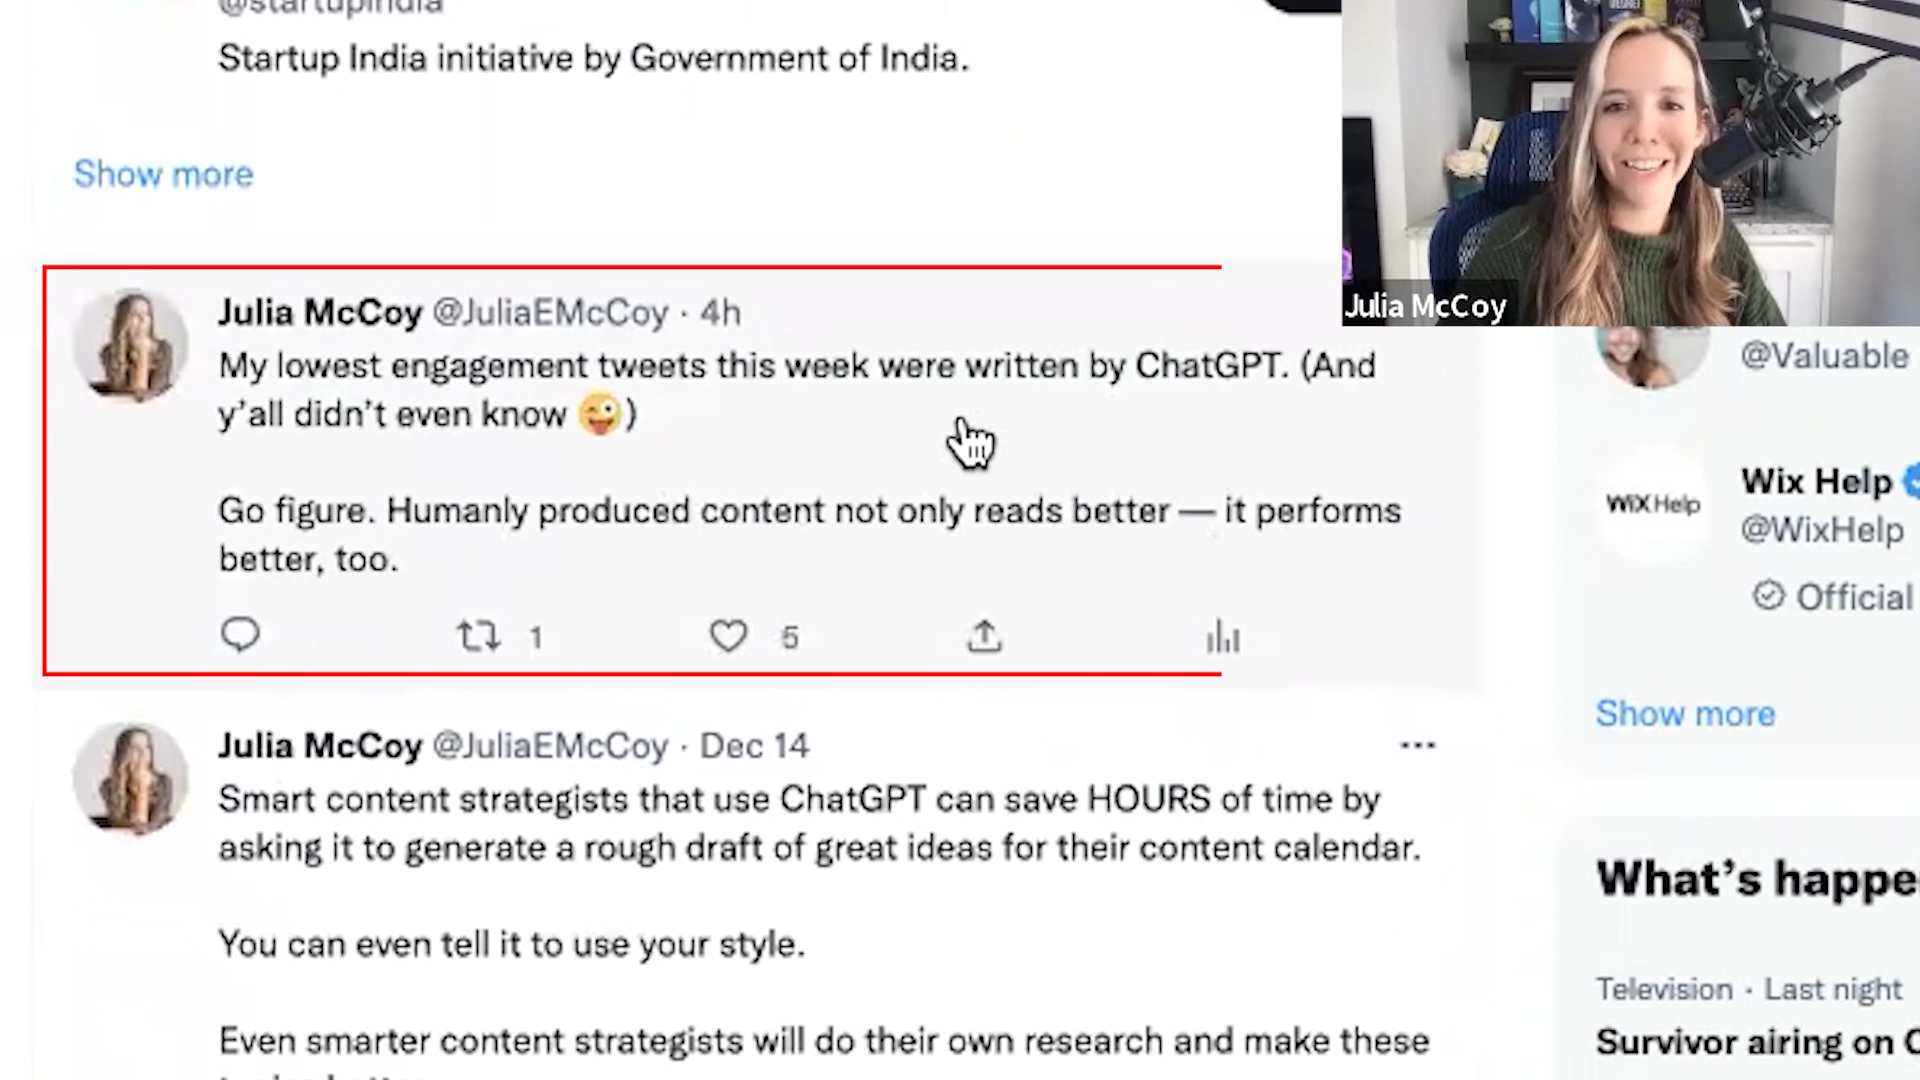 @startupindia
Startup India initiative by Government of India.
Show more
Julia McCoy
Julia McCoy @JuliaEMcCoy · 4h
My lowest engagement tweets this week were written by ChatGPT. (And
y’all didn’t even know 😜)
Go figure. Humanly produced content not only reads better — it performs
better, too.
1
5
Julia McCoy @JuliaEMcCoy · Dec 14
Smart content strategists that use ChatGPT can save HOURS of time by
asking it to generate a rough draft of great ideas for their content calendar.
You can even tell it to use your style.
Even smarter content strategists will do their own research and make these
@Valuable
WiX Help
Wix Help
@WixHelp
Official
Show more
What’s happe
Television · Last night
Survivor airing on